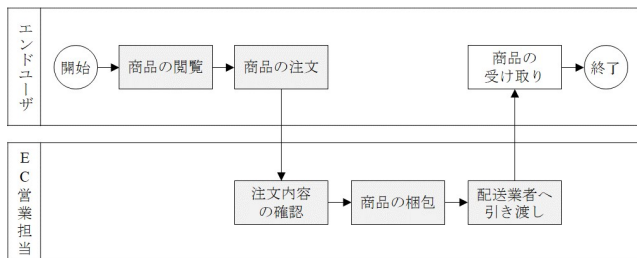 エンドユーザ
開始
商品の閲覧
商品の注文
商品の
受け取り
終了
EC営業担当
注文内容
の確認
商品の梱包
配送業者へ
引き渡し